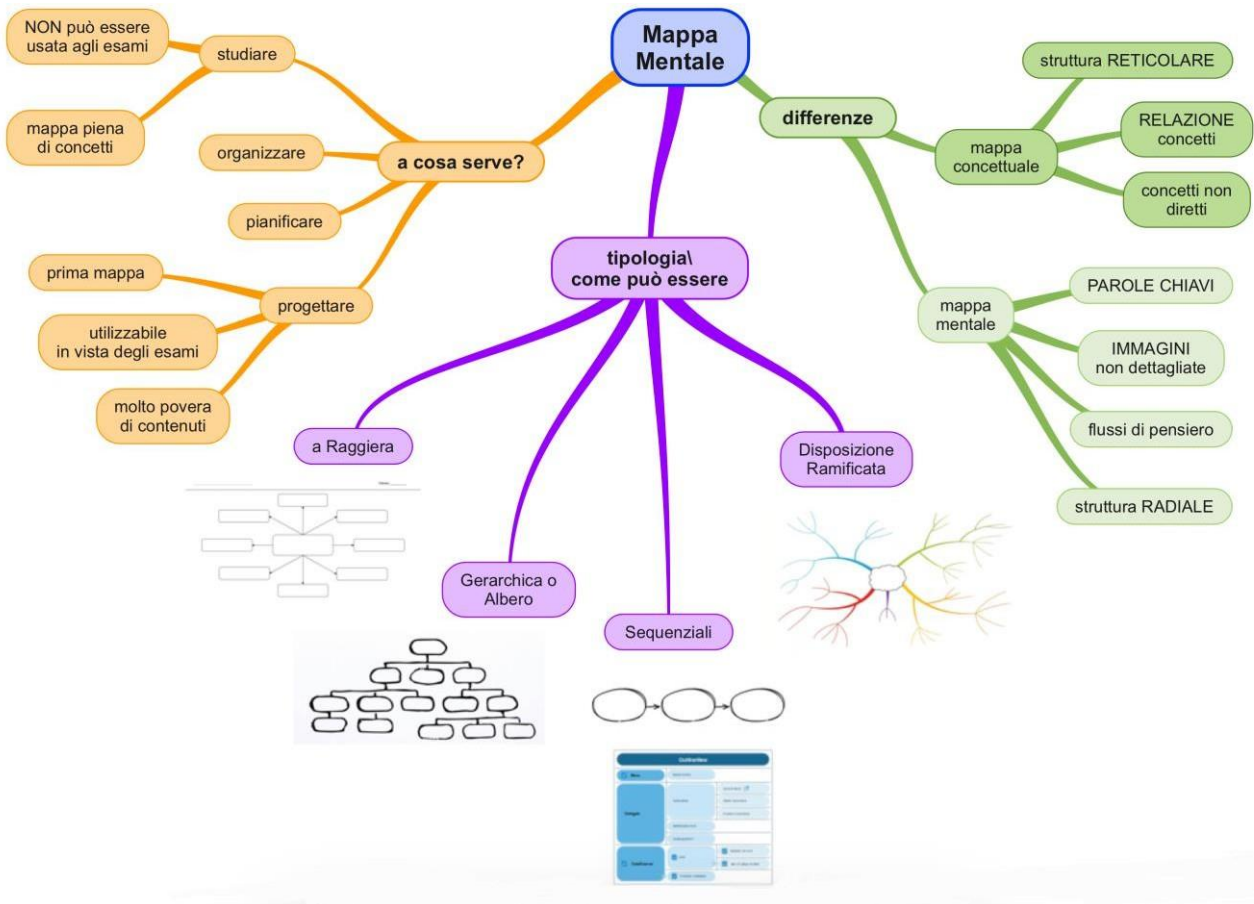 Mappa
Mentale
a cosa serve?
studiare
NON può essere
usata agli esami
mappa piena
di concetti
organizzare
pianificare
progettare
prima mappa
utilizzabile
in vista degli esami
molto povera
di contenuti
tipologia\
come può essere
a Raggiera
Gerarchica o
Albero
Sequenziali
Disposizione
Ramificata
differenze
mappa
concettuale
struttura RETICOLARE
RELAZIONE
concetti
concetti non
diretti
mappa
mentale
PAROLE CHIAVI
IMMAGINI
non dettagliate
flussi di pensiero
struttura RADIALE